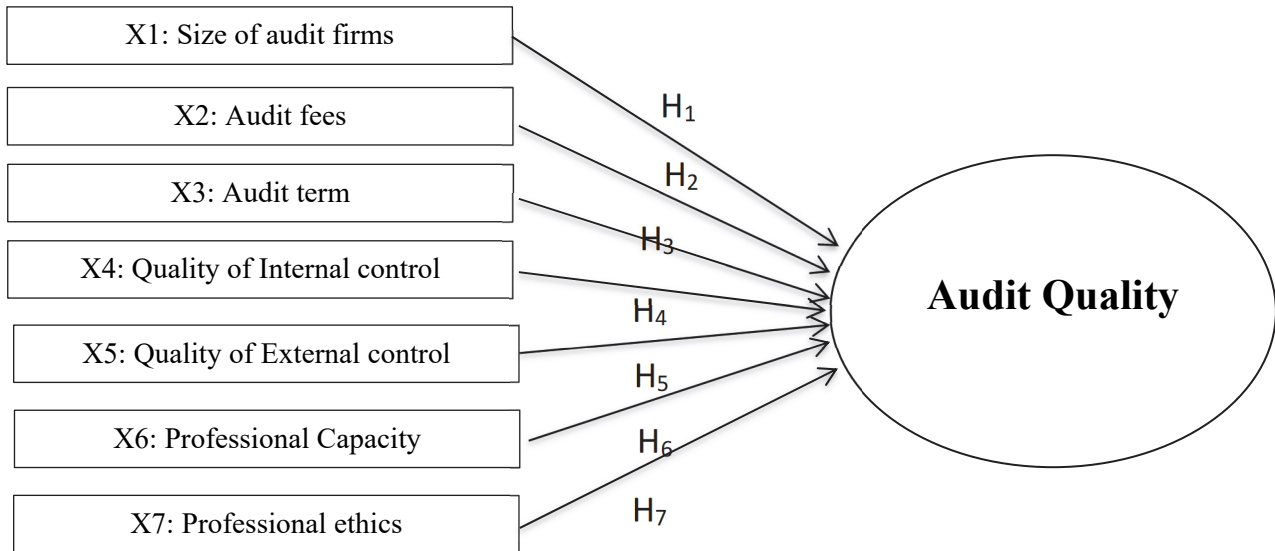 X1: Size of audit firms
H₁
X2: Audit fees
H₂
X3: Audit term
H₃
X4: Quality of Internal control
Audit Quality
H₄
X5: Quality of External control
H₅
X6: Professional Capacity
H₆
X7: Professional ethics
H₇